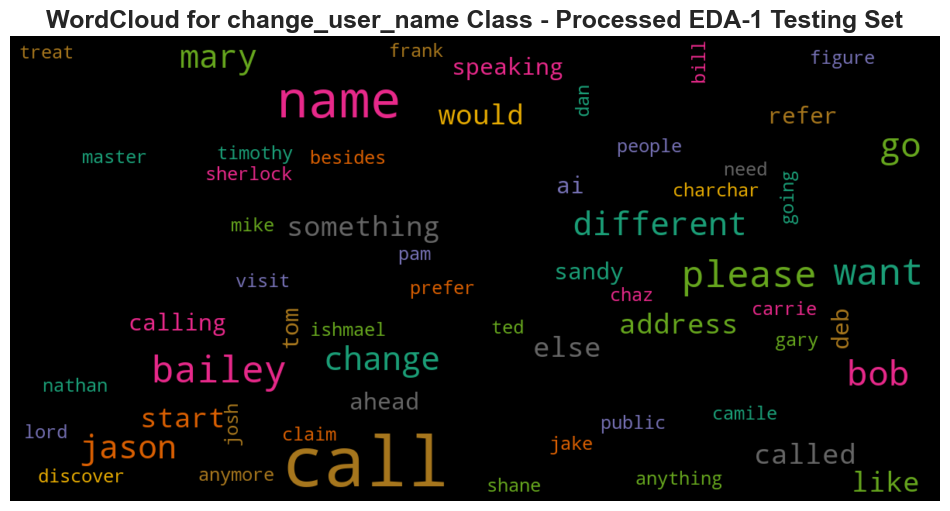 WordCloud for change_user_name Class - Processed EDA-1 Testing Set
treat
mary
frank
speaking
bill
figure
name
would
dan
refer
go
master
timothy
besides
people
sherlock
ai
need
charchar
going
mike
something
different
pam
visit
prefer
sandy
please
want
chaz
carrie
calling
tom
ishmael
ted
address
deb
gary
else
change
bailey
bob
nathan
ahead
start
josh
camile
public
lord
jason
claim
call
jake
called
discover
anymore
shane
anything
like